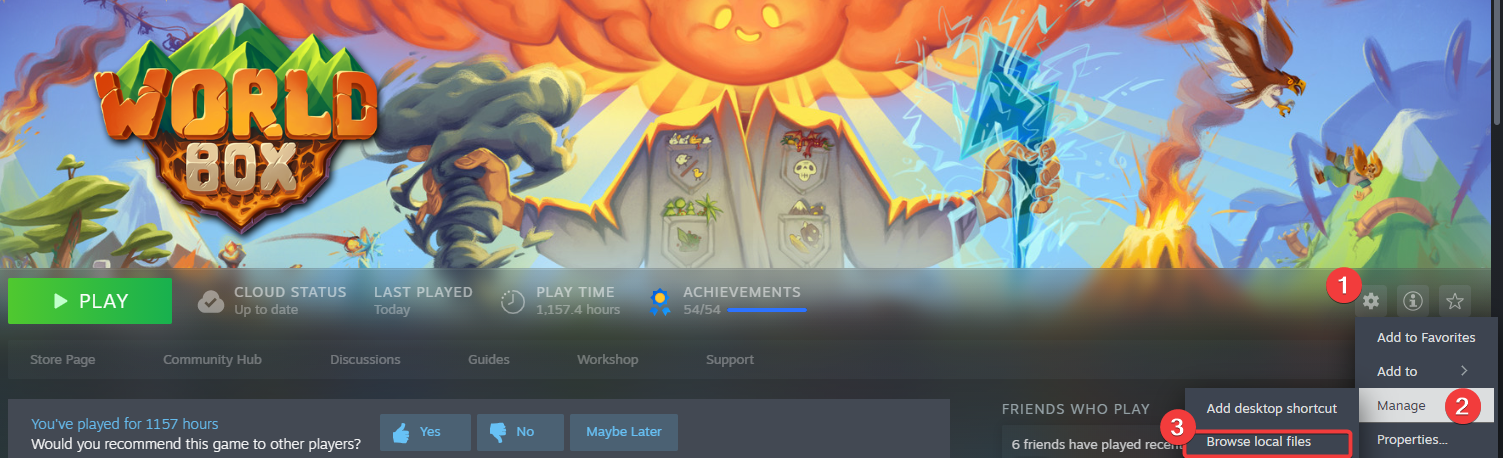 WORLD
BOX
PLAY
CLOUD STATUS
Up to date
LAST PLAYED
Today
PLAY TIME
1,157.4 hours
ACHIEVEMENTS
54/54
1
Store Page
Community Hub
Discussions
Guides
Workshop
Support
Add to Favorites
Add to
Manage
2
Properties...
Add desktop shortcut
3
Browse local files
You've played for 1157 hours
Would you recommend this game to other players?
Yes
No
Maybe Later
FRIENDS WHO PLAY
6 friends have played recent